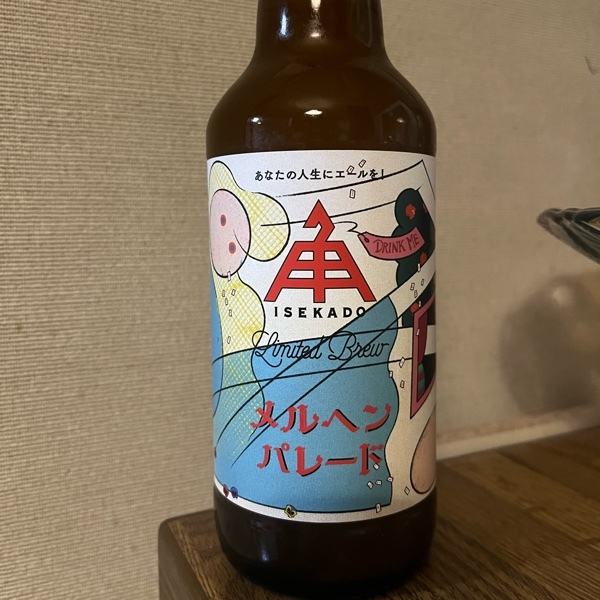 あなたの人生にエールを!
DRINK ME
ISEKADO
Limited Brew
メルヘン
パレード